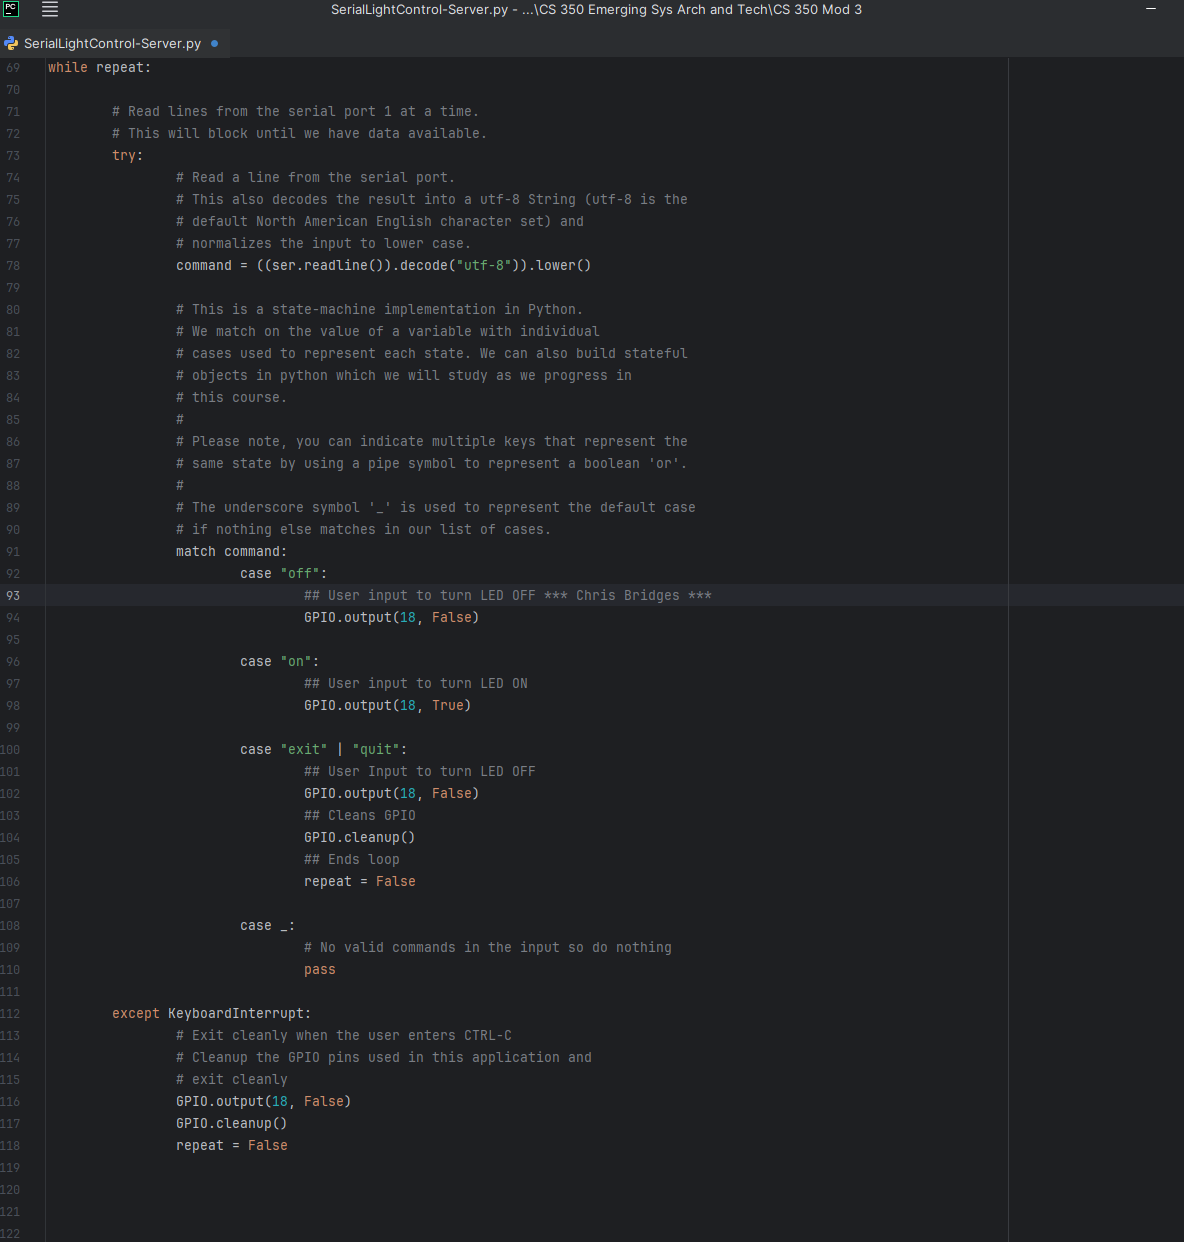 PC
SerialLightControl-Server.py - ...\CS 350 Emerging Sys Arch and Tech\CS 350 Mod 3
SerialLightControl-Server.py
69 while repeat:
70
71 # Read lines from the serial port 1 at a time.
72 # This will block until we have data available.
73 try:
74 # Read a line from the serial port.
75 # This also decodes the result into a utf-8 String (utf-8 is the
76 # default North American English character set) and
77 # normalizes the input to lower case.
78 command = ((ser.readline()).decode("utf-8")).lower()
79
80 # This is a state-machine implementation in Python.
81 # We match on the value of a variable with individual
82 # cases used to represent each state. We can also build stateful
83 # objects in python which we will study as we progress in
84 # this course.
85 #
86 # Please note, you can indicate multiple keys that represent the
87 # same state by using a pipe symbol to represent a boolean 'or'.
88 #
89 # The underscore symbol '_' is used to represent the default case
90 # if nothing else matches in our list of cases.
91 match command:
92 case "off":
93 ## User input to turn LED OFF *** Chris Bridges ***
94 GPIO.output(18, False)
95
96 case "on":
97 ## User input to turn LED ON
98 GPIO.output(18, True)
99
100 case "exit" | "quit":
101 ## User Input to turn LED OFF
102 GPIO.output(18, False)
103 ## Cleans GPIO
104 GPIO.cleanup()
105 ## Ends loop
106 repeat = False
107
108 case _:
109 # No valid commands in the input so do nothing
110 pass
111
112 except KeyboardInterrupt:
113 # Exit cleanly when the user enters CTRL-C
114 # Cleanup the GPIO pins used in this application and
115 # exit cleanly
116 GPIO.output(18, False)
117 GPIO.cleanup()
118 repeat = False
119
120
121
122